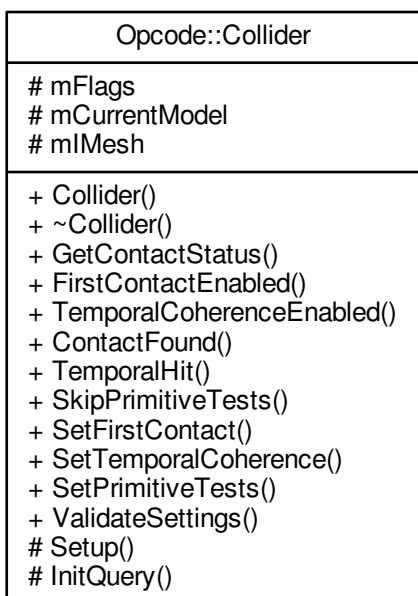 Opcode::Collider
# mFlags
# mCurrentModel
# mIMesh
+ Collider()
+ ~Collider()
+ GetContactStatus()
+ FirstContactEnabled()
+ TemporalCoherenceEnabled()
+ ContactFound()
+ TemporalHit()
+ SkipPrimitiveTests()
+ SetFirstContact()
+ SetTemporalCoherence()
+ SetPrimitiveTests()
+ ValidateSettings()
# Setup()
# InitQuery()